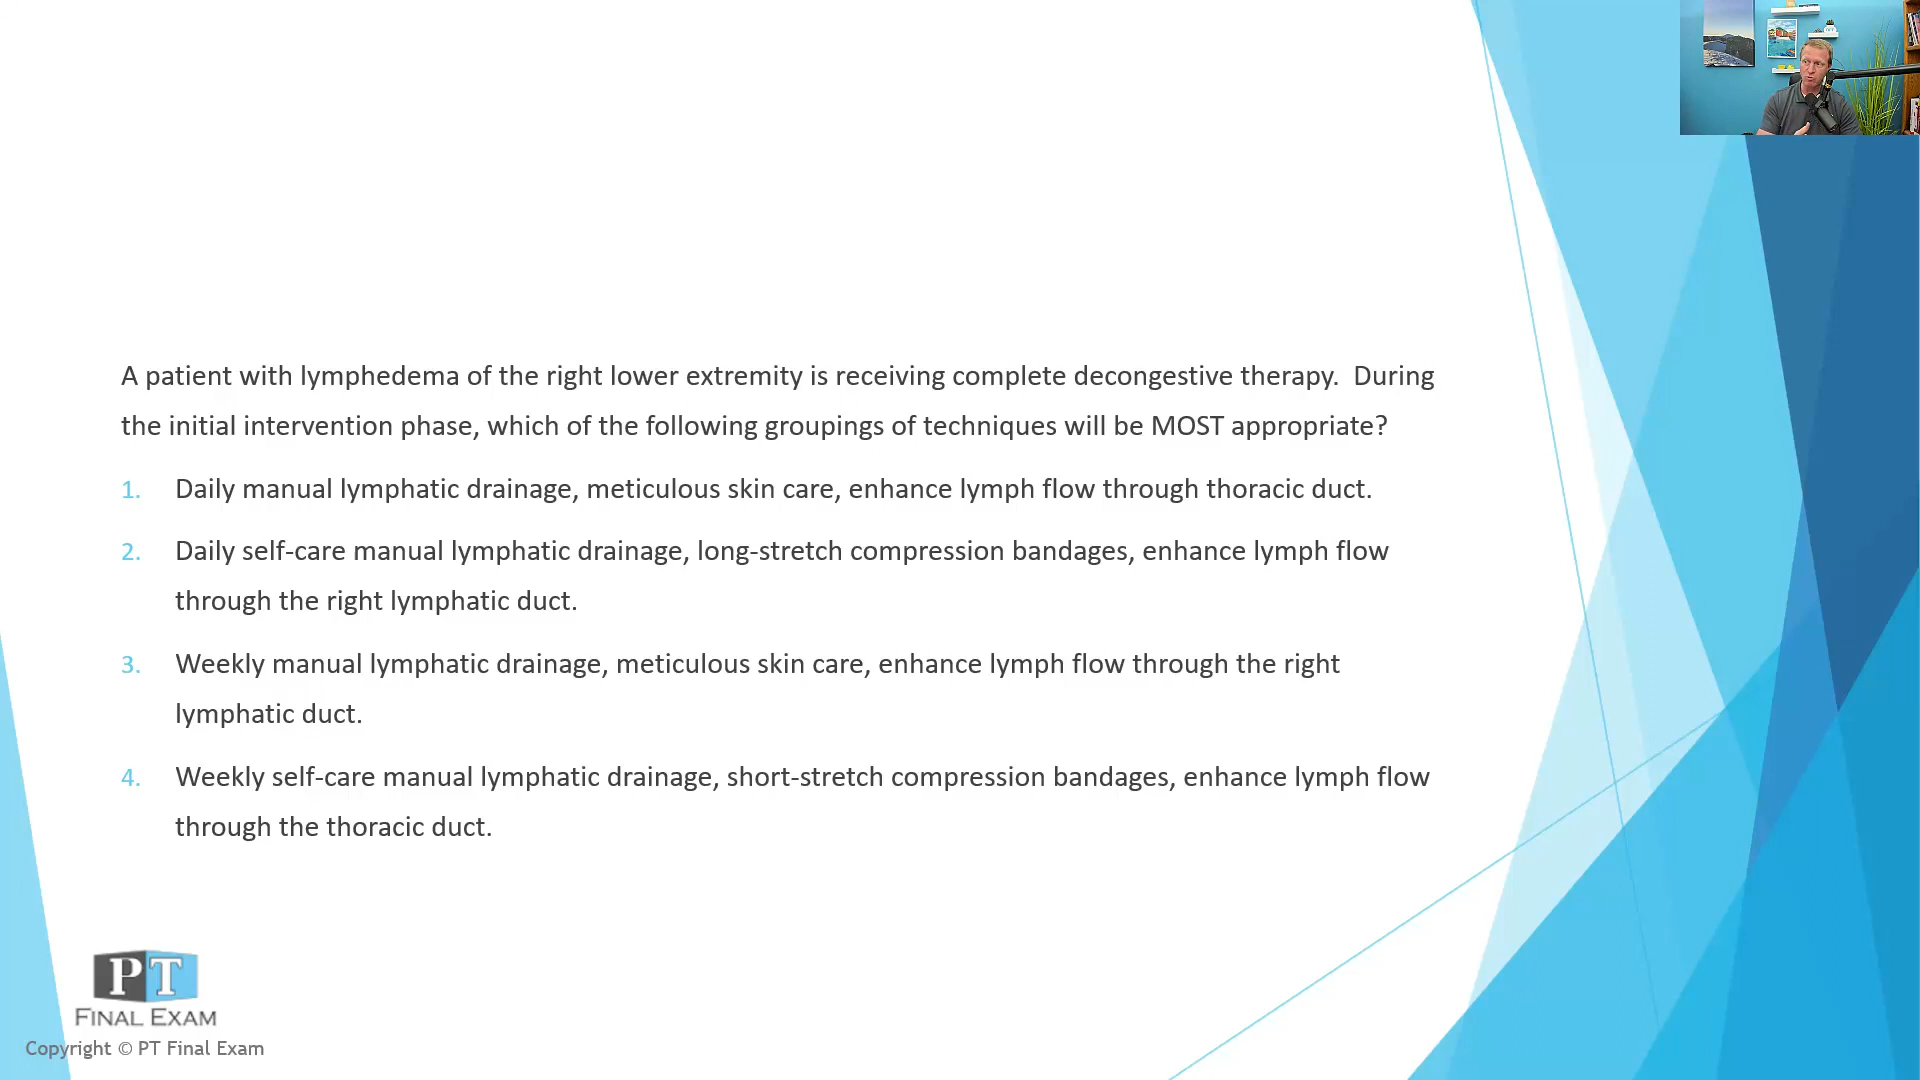 A patient with lymphedema of the right lower extremity is receiving complete decongestive therapy.  During
the initial intervention phase, which of the following groupings of techniques will be MOST appropriate?
1. Daily manual lymphatic drainage, meticulous skin care, enhance lymph flow through thoracic duct.
2. Daily self-care manual lymphatic drainage, long-stretch compression bandages, enhance lymph flow
through the right lymphatic duct.
3. Weekly manual lymphatic drainage, meticulous skin care, enhance lymph flow through the right
lymphatic duct.
4. Weekly self-care manual lymphatic drainage, short-stretch compression bandages, enhance lymph flow
through the thoracic duct.
PT
FINAL EXAM
Copyright © PT Final Exam